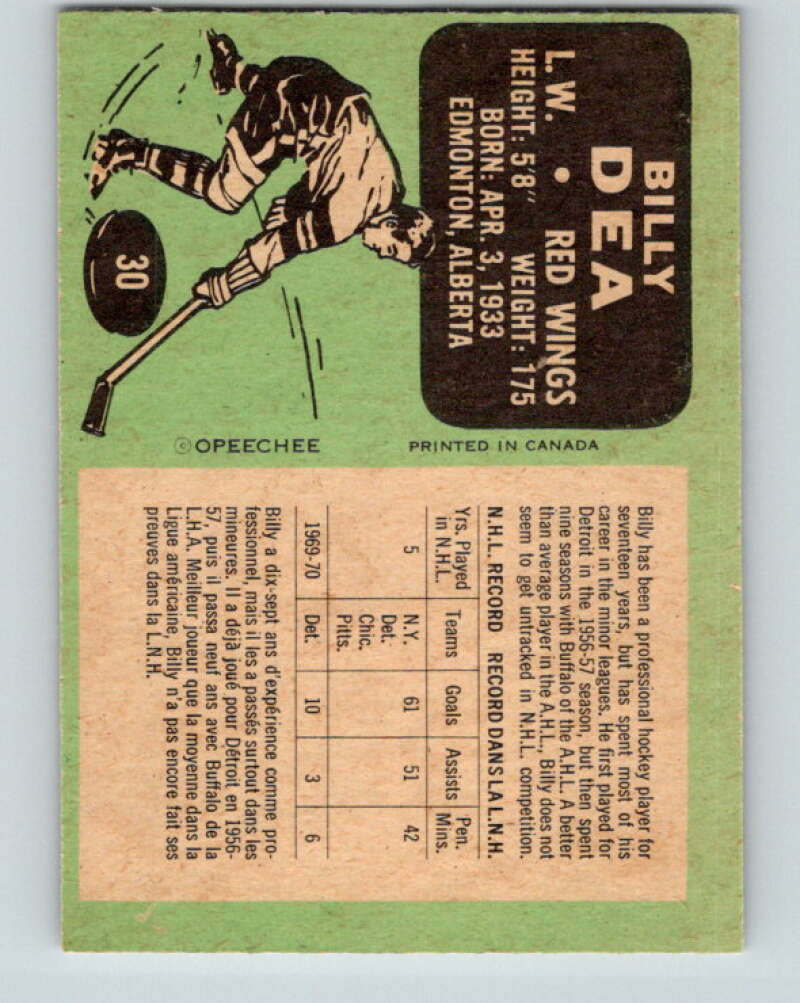 BILLY
DEA
L. W. • RED WINGS
HEIGHT: 5'8" WEIGHT: 175
BORN: APR. 3, 1933
EDMONTON, ALBERTA
30
© OPEECHEE
PRINTED IN CANADA
Billy has been a professional hockey player for
seventeen years, but has spent most of his
career in the minor leagues. He first played for
Detroit in the 1956-57 season, but then spent
nine seasons with Buffalo of the A.H.L. A better
than average player in the A.H.L., Billy does not
seem to get untracked in N.H.L. competition.
N.H.L. RECORD RECORD DANS LA L.N.H.
Yrs. Played in N.H.L. Teams Goals Assists Pen. Mins.
5 N.Y. 61 51 42
Det.
Chic.
Pitts.
1969-70 Det. 10 3 6
Billy a dix-sept ans d'expérience comme pro-
fessionnel, mais il les a passés surtout dans les
mineures. Il a déjà joué pour Détroit en 1956-
57, puis il passa neuf ans avec Buffalo de la
L.H.A. Meilleur joueur que la moyenne dans la
Ligue américaine, Billy n'a pas encore fait ses
preuves dans la L.N.H.